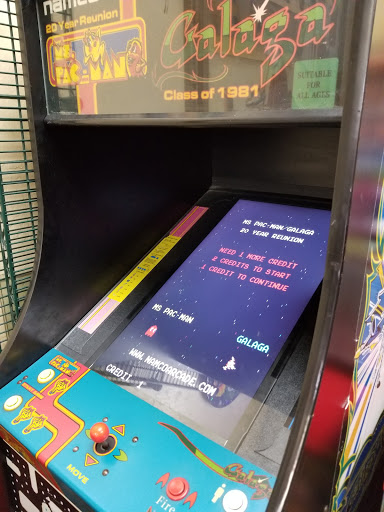 namco
20 Year Reunion
MS. PAC-MAN
Galaga
Class of 1981
SUITABLE
FOR
ALL AGES
MS PAC-MAN/GALAGA
20 YEAR REUNION
NEED 1 MORE CREDIT
2 CREDITS TO START
1 CREDIT TO CONTINUE
MS PAC-MAN
GALAGA
WWW.NAMCOARCADE.COM
CREDIT 1
MOVE
Fire